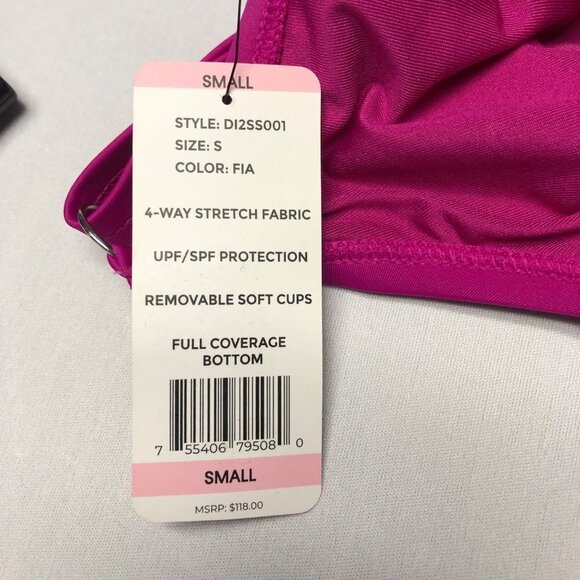 SMALL
STYLE: DI2SS001
SIZE: S
COLOR: FIA
4-WAY STRETCH FABRIC
UPF/SPF PROTECTION
REMOVABLE SOFT CUPS
FULL COVERAGE
BOTTOM
7 55406 79508 0
SMALL
MSRP: $118.00